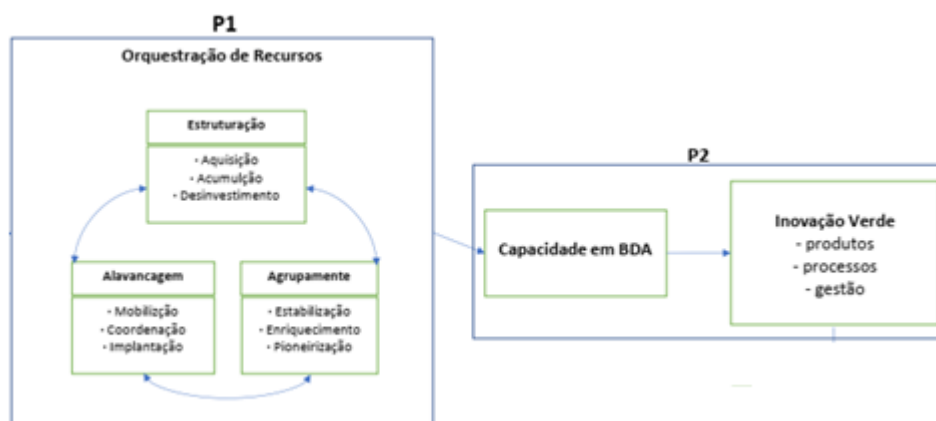 P1
Orquestração de Recursos
Estruturação
- Aquisição
- Acumulção
- Desinvestimento
Alavancagem
- Mobilizção
- Coordenação
- Implantação
Agrupamente
- Estabilização
- Enriquecimento
- Pioneirização
P2
Capacidade em BDA
Inovação Verde
- produtos
- processos
- gestão